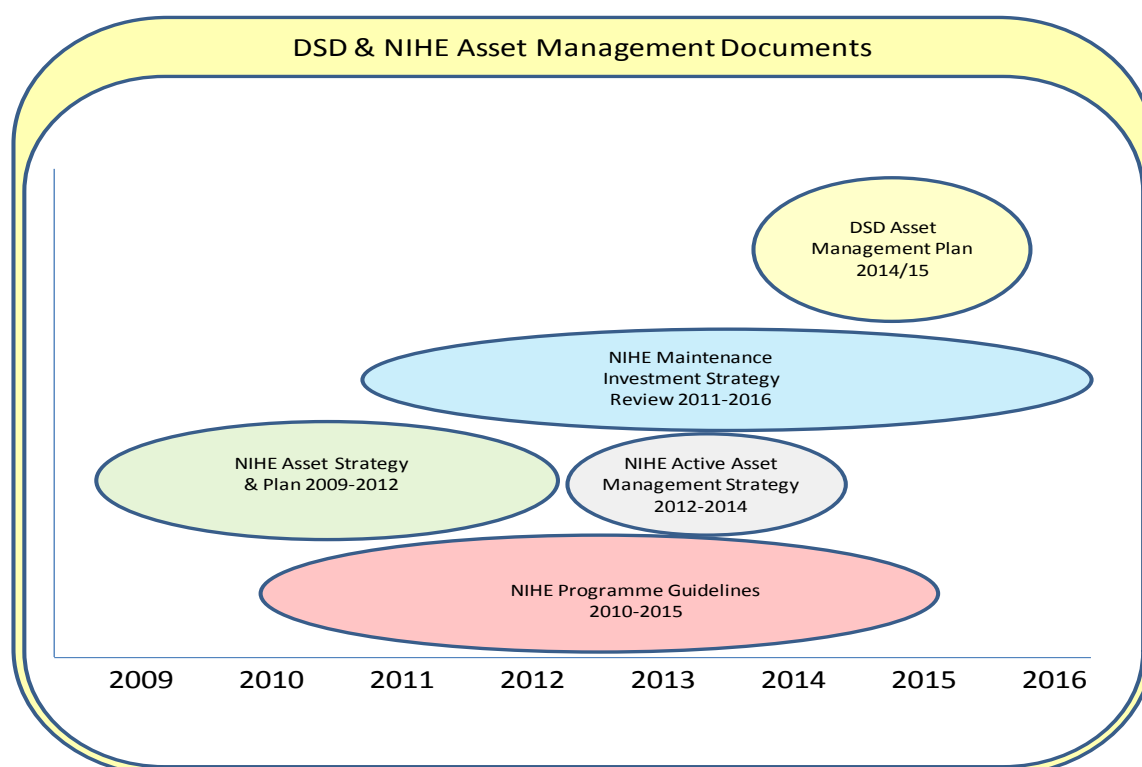 DSD & NIHE Asset Management Documents
DSD Asset
Management Plan
2014/15
NIHE Maintenance
Investment Strategy
Review 2011-2016
NIHE Asset Strategy
& Plan 2009-2012
NIHE Active Asset
Management Strategy
2012-2014
NIHE Programme Guidelines
2010-2015
2009 2010 2011 2012 2013 2014 2015 2016